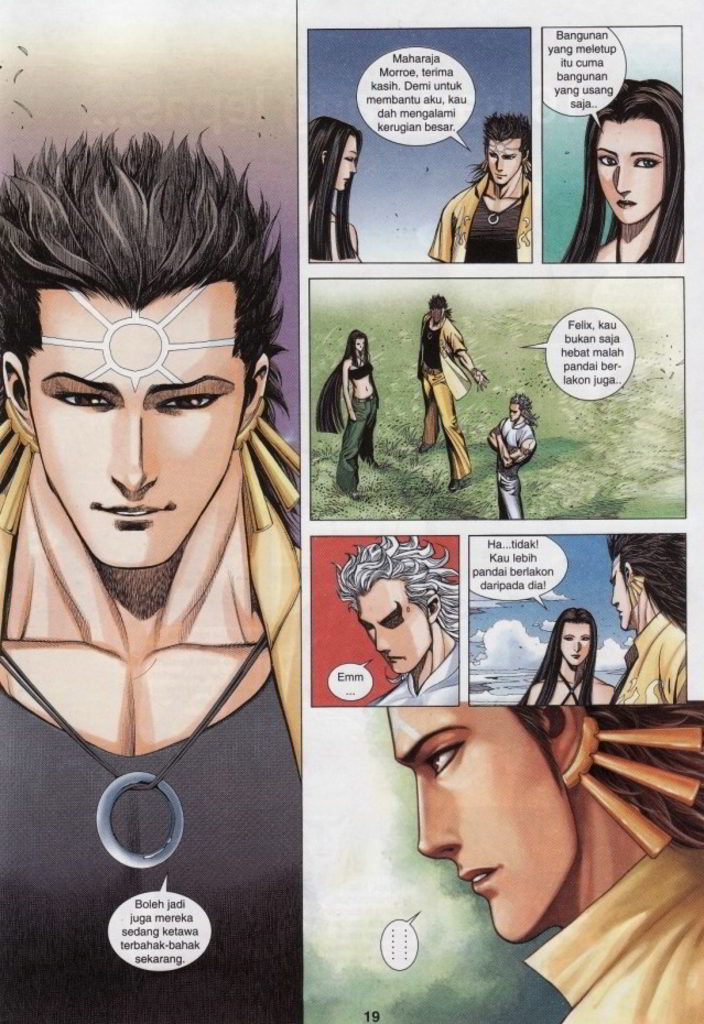 Maharaja
Morroe, terima
kasih. Demi untuk
membantu aku, kau
dah mengalami
kerugian besar.
Bangunan
yang meletup
itu cuma
bangunan
yang usang
saja..
Felix, kau
bukan saja
hebat malah
pandai ber-
lakon juga..
Emm
...
Ha...tidak!
Kau lebih
pandai berlakon
daripada dia!
Boleh jadi
juga mereka
sedang ketawa
terbahak-bahak
sekarang.
......
......
19